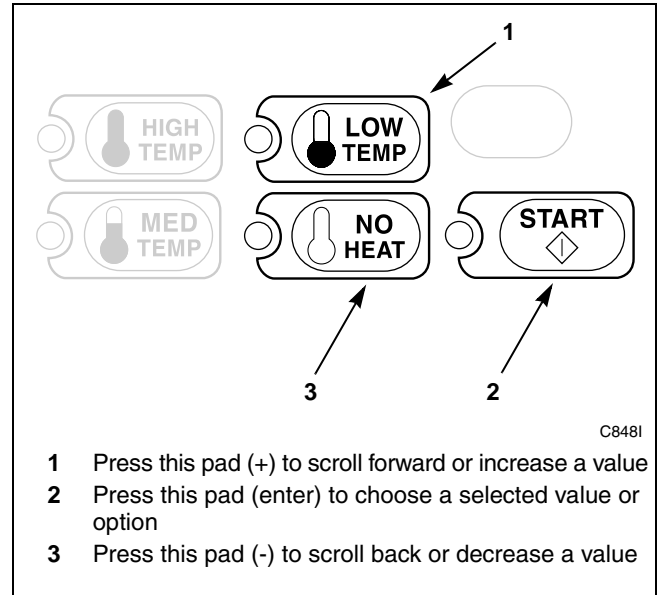 1
HIGH
TEMP
LOW
TEMP
MED
TEMP
NO
HEAT
START
3
2
C848I
1 Press this pad (+) to scroll forward or increase a value
2 Press this pad (enter) to choose a selected value or
option
3 Press this pad (-) to scroll back or decrease a value